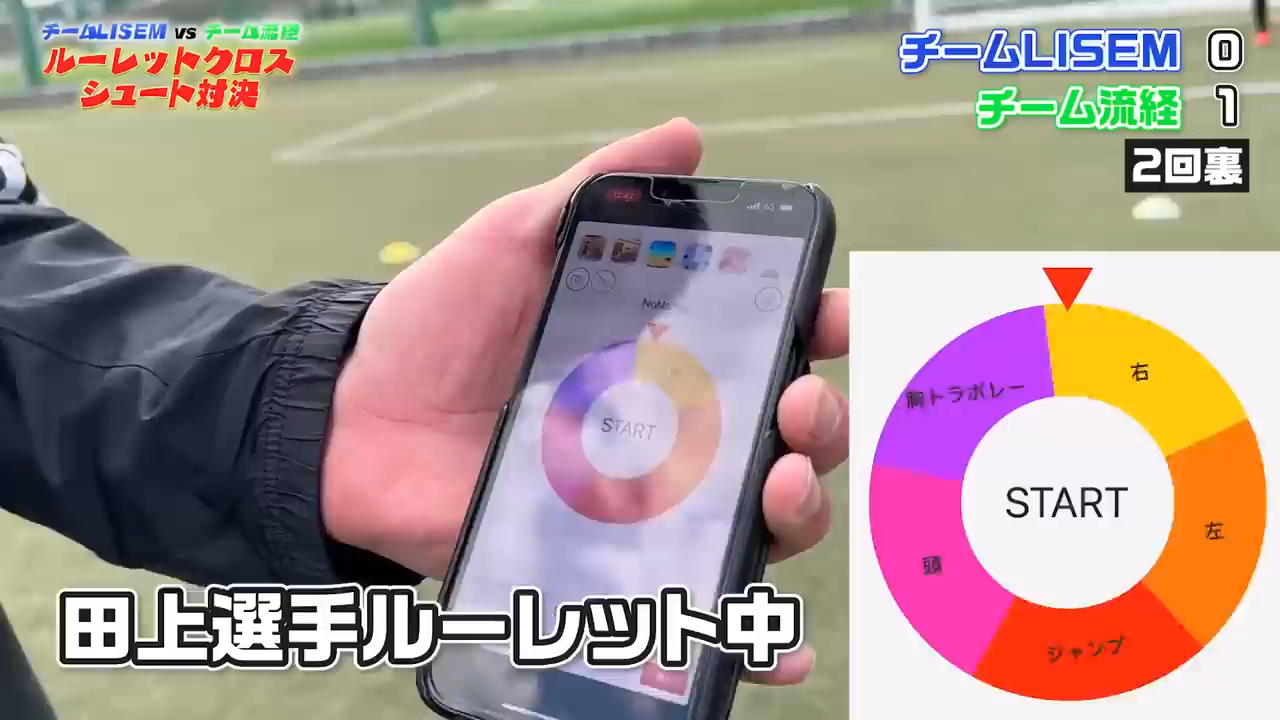 チームLISEM vs チーム流経
ルーレットクロス
シュート対決
チームLISEM 0
チーム流経 1
2回裏
START
右
左
ジャンプ
頭
胸トラボレー
START
田上選手ルーレット中